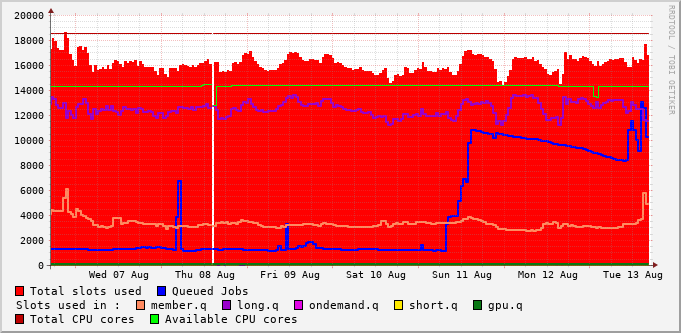 20000
18000
16000
14000
12000
10000
8000
6000
4000
2000
0
Wed 07 Aug Thu 08 Aug Fri 09 Aug Sat 10 Aug Sun 11 Aug Mon 12 Aug Tue 13 Aug
Total slots used Queued Jobs
Slots used in : member.q long.q ondemand.q short.q gpu.q
Total CPU cores Available CPU cores
RRDTOOL / TOBI OETIKER